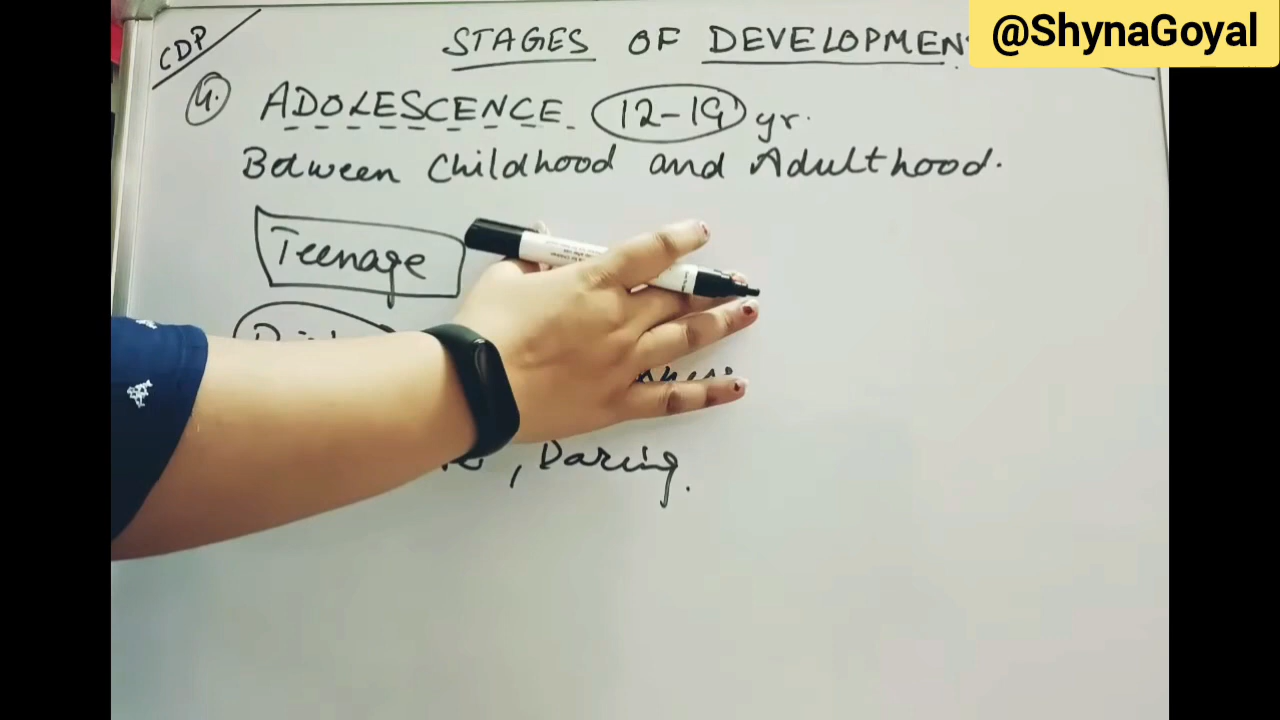 @ShynaGoyal
CDP
STAGES OF DEVELOPMEN
4. ADOLESCENCE 12-19 yr.
Between Childhood and Adulthood.
Teenage
, Daring.